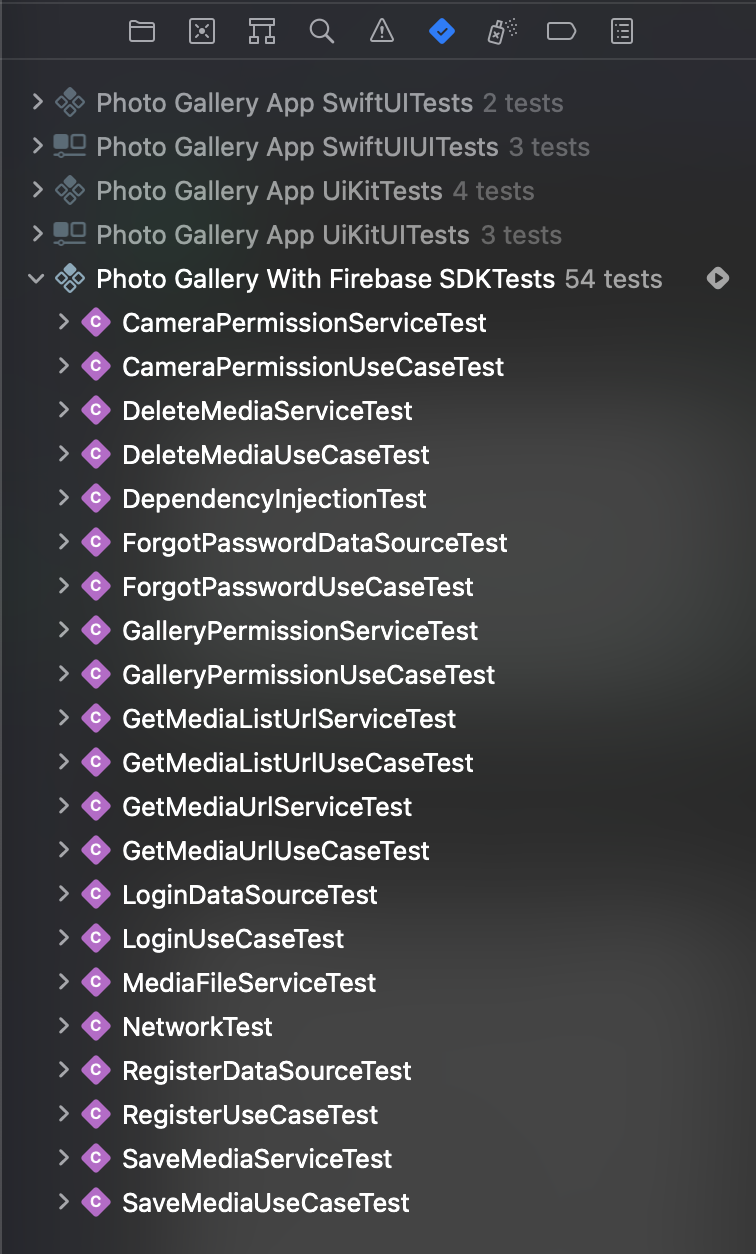 Photo Gallery App SwiftUITests 2 tests
Photo Gallery App SwiftUIUITests 3 tests
Photo Gallery App UiKitTests 4 tests
Photo Gallery App UiKitUITests 3 tests
Photo Gallery With Firebase SDKTests 54 tests
C CameraPermissionServiceTest
C CameraPermissionUseCaseTest
C DeleteMediaServiceTest
C DeleteMediaUseCaseTest
C DependencyInjectionTest
C ForgotPasswordDataSourceTest
C ForgotPasswordUseCaseTest
C GalleryPermissionServiceTest
C GalleryPermissionUseCaseTest
C GetMediaListUrlServiceTest
C GetMediaListUrlUseCaseTest
C GetMediaUrlServiceTest
C GetMediaUrlUseCaseTest
C LoginDataSourceTest
C LoginUseCaseTest
C MediaFileServiceTest
C NetworkTest
C RegisterDataSourceTest
C RegisterUseCaseTest
C SaveMediaServiceTest
C SaveMediaUseCaseTest